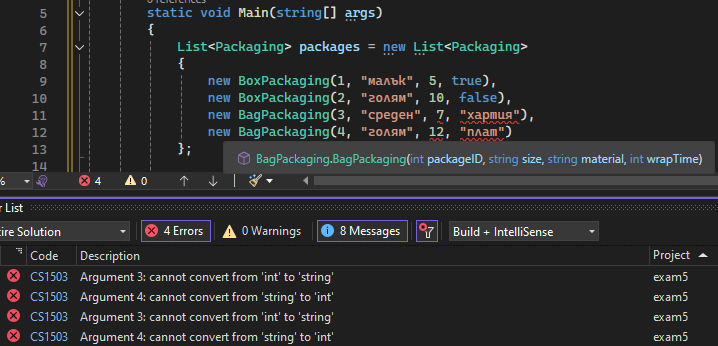 0 references
5 static void Main(string[] args)
6 {
7 List<Packaging> packages = new List<Packaging>
8 {
9 new BoxPackaging(1, "малък", 5, true),
10 new BoxPackaging(2, "голям", 10, false),
11 new BagPackaging(3, "среден", 7, "хартия"),
12 new BagPackaging(4, "голям", 12, "плат")
13 };
BagPackaging.BagPackaging(int packageID, string size, string material, int wrapTime)
14
% 4 0
r List
tire Solution 4 Errors 0 Warnings 8 Messages Build + IntelliSense
Code Description Project
CS1503 Argument 3: cannot convert from 'int' to 'string' exam5
CS1503 Argument 4: cannot convert from 'string' to 'int' exam5
CS1503 Argument 3: cannot convert from 'int' to 'string' exam5
CS1503 Argument 4: cannot convert from 'string' to 'int' exam5